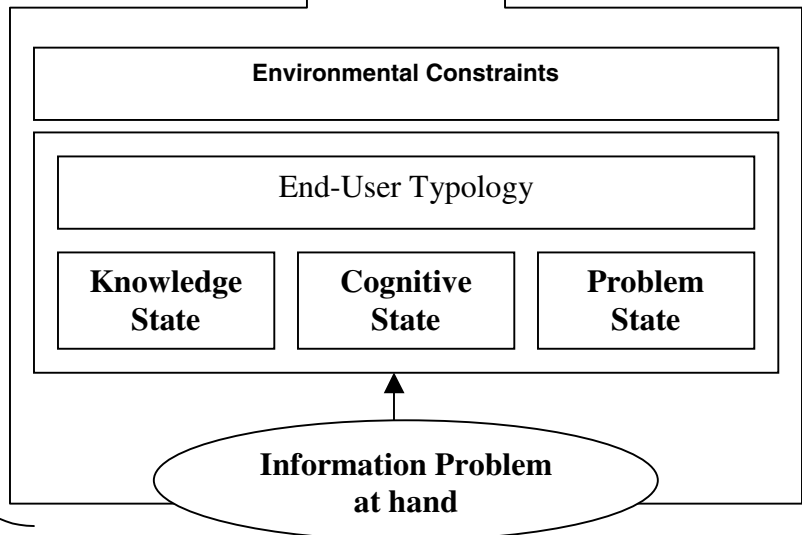 Environmental Constraints
End-User Typology
Knowledge
State
Cognitive
State
Problem
State
Information Problem
at hand